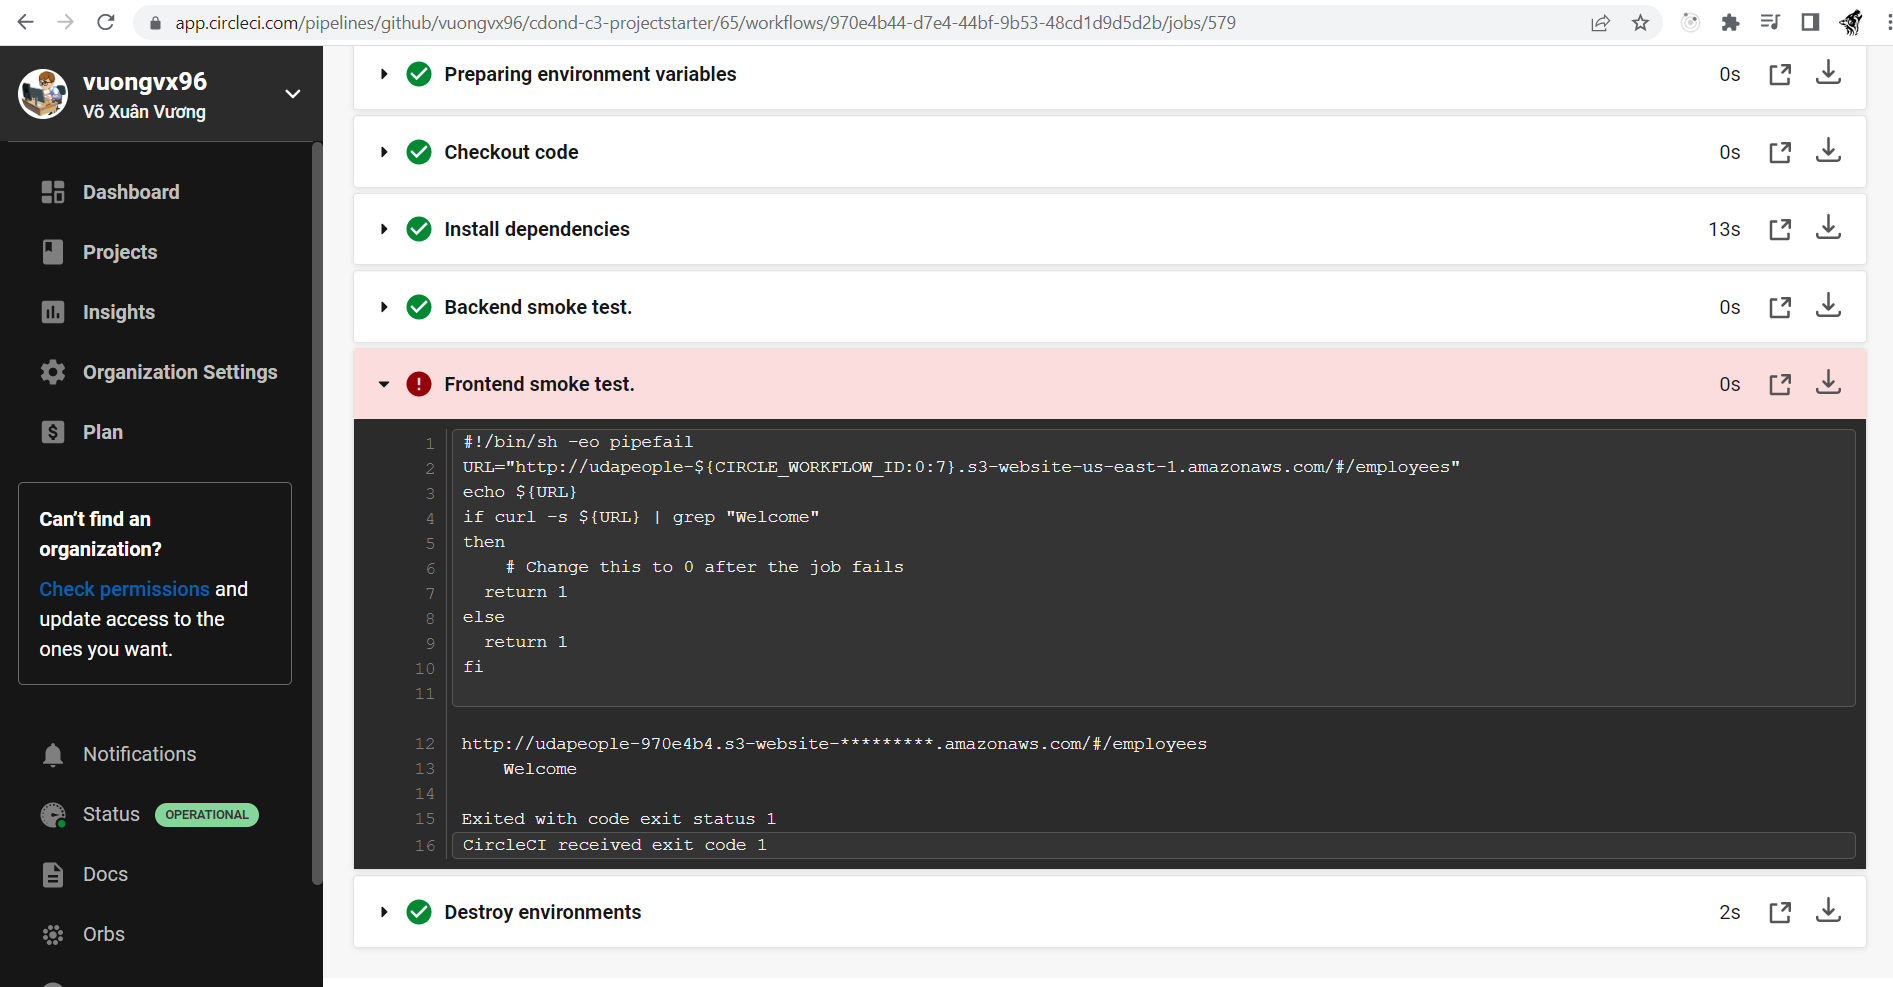 app.circleci.com/pipelines/github/vuongvx96/cdond-c3-projectstarter/65/workflows/970e4b44-d7e4-44bf-9b53-48cd1d9d5d2b/jobs/579
vuongvx96
Võ Xuân Vương
Dashboard
Projects
Insights
Organization Settings
Plan
Can't find an
organization?
Check permissions and
update access to the
ones you want.
Notifications
Status OPERATIONAL
Docs
Orbs
Preparing environment variables 0s
Checkout code 0s
Install dependencies 13s
Backend smoke test. 0s
Frontend smoke test. 0s
1 #!/bin/sh -eo pipefail
2 URL="http://udapeople-${CIRCLE_WORKFLOW_ID:0:7}.s3-website-us-east-1.amazonaws.com/#/employees"
3 echo ${URL}
4 if curl -s ${URL} | grep "Welcome"
5 then
6     # Change this to 0 after the job fails
7   return 1
8 else
9   return 1
10 fi
11
12 http://udapeople-970e4b4.s3-website-*********.amazonaws.com/#/employees
13     Welcome
14
15 Exited with code exit status 1
16 CircleCI received exit code 1
Destroy environments 2s